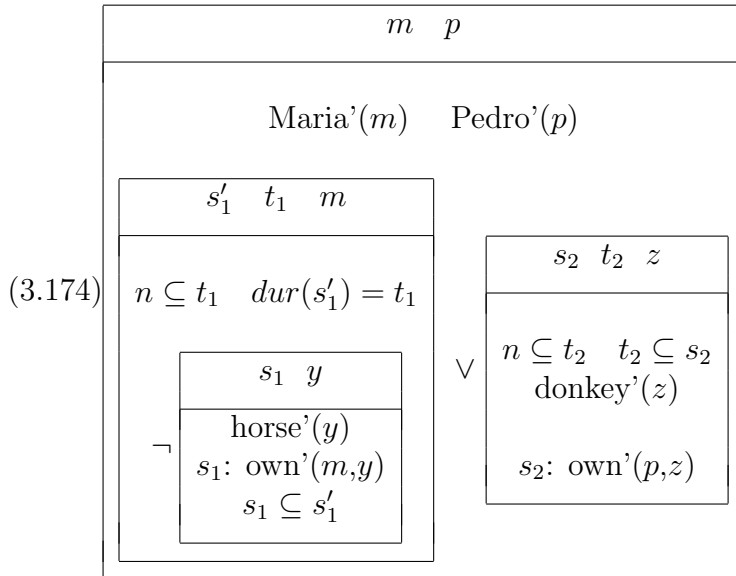 m p
Maria’(m) Pedro’(p)
(3.174)
s′₁ t₁ m
n ⊆ t₁ dur(s′₁) = t₁
¬
s₁ y
horse’(y)
s₁: own’(m,y)
s₁ ⊆ s′₁
∨
s₂ t₂ z
n ⊆ t₂ t₂ ⊆ s₂
donkey’(z)
s₂: own’(p,z)